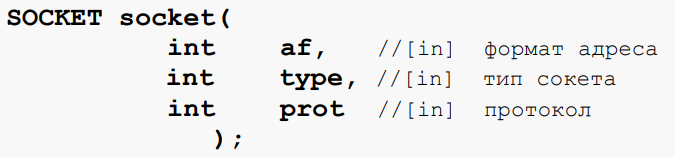 SOCKET socket(
int af, //[in] формат адреса
int type, //[in] тип сокета
int prot //[in] протокол
);